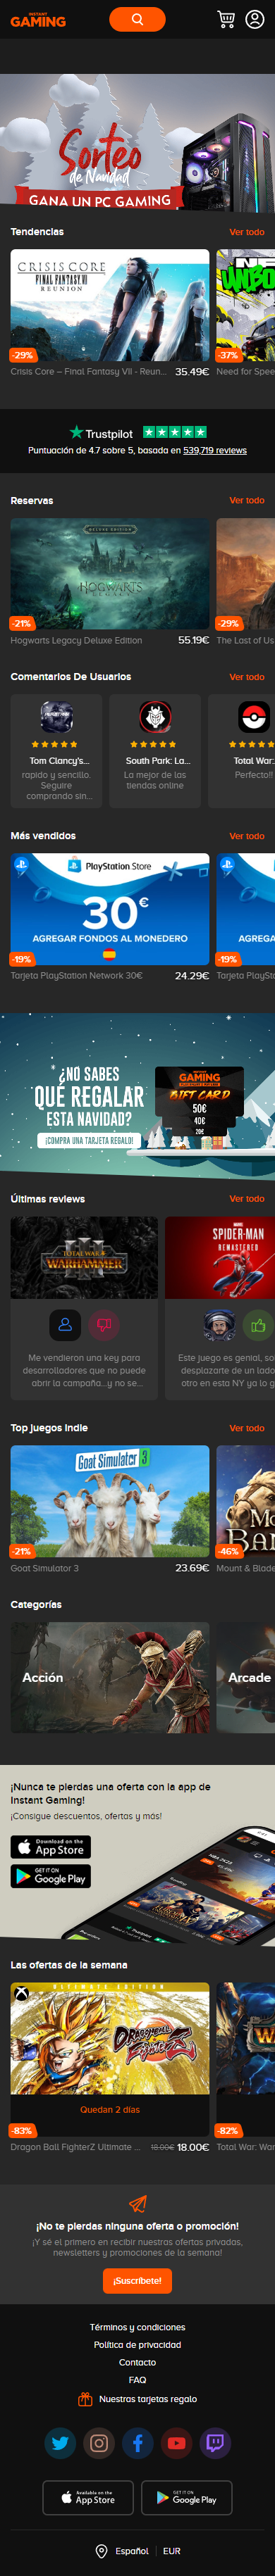 INSTANT
GAMING
Sorteo
de Navidad
GANA UN PC GAMING
Tendencias
Ver todo
CRISIS CORE
FINAL FANTASY VII
REUNION
-29%
-37%
Crisis Core – Final Fantasy VII - Reun...
35.49€
Need for Spee
Trustpilot
Puntuación de 4.7 sobre 5, basada en 539,719 reviews
Reservas
Ver todo
DELUXE EDITION
HOGWARTS
LEGACY
-21%
-29%
Hogwarts Legacy Deluxe Edition
55.19€
The Last of Us
Comentarios De Usuarios
Ver todo
Tom Clancy's...
South Park: La...
Total War:
rapido y sencillo.
Seguire
comprando sin...
La mejor de las
tiendas online
Perfecto!!
Más vendidos
Ver todo
PlayStation Store
30€
AGREGAR FONDOS AL MONEDERO
AGREGA
-19%
-19%
Tarjeta PlayStation Network 30€
24.29€
Tarjeta PlaySta
¿NO SABES
QUÉ REGALAR
ESTA NAVIDAD?
¡COMPRA UNA TARJETA REGALO!
INSTANT
GAMING
GIFT CARD
50€
40€
20€
Últimas reviews
Ver todo
TOTAL WAR
WARHAMMER
MARVEL
SPIDER-MAN
REMASTERED
Me vendieron una key para
desarrolladores que no puede
abrir la campaña...y no se...
Este juego es genial, so
desplazarte de un lado
otro en esta NY ya lo g
Top Juegos Indie
Ver todo
Goat Simulator 3
-21%
-46%
Goat Simulator 3
23.69€
Mount & Blade
Categorías
Acción
Arcade
¡Nunca te pierdas una oferta con la app de
Instant Gaming!
¡Consigue descuentos, ofertas y más!
Download on the
App Store
GET IT ON
Google Play
Las ofertas de la semana
ULTIMATE EDITION
DRAGON BALL
FIGHTERZ
Quedan 2 días
-83%
-82%
Dragon Ball FighterZ Ultimate ...
18.00€
18.00€
Total War: War
¡No te pierdas ninguna oferta o promoción!
¡Y sé el primero en recibir nuestras ofertas privadas,
newsletters y promociones de la semana!
¡Suscríbete!
Términos y condiciones
Política de privacidad
Contacto
FAQ
Nuestras tarjetas regalo
Available on the
App Store
GET IT ON
Google Play
Español
EUR